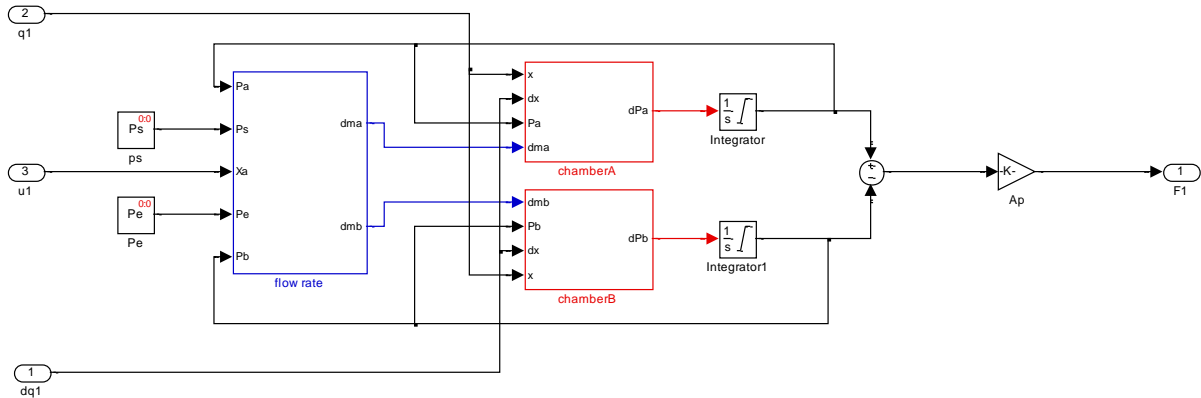 2
q1
Pa
0:0
Ps
ps
Ps
3
u1
Xa
0:0
Pe
Pe
Pe
Pb
dma
dmb
flow rate
x
dx
Pa
dma
dPa
chamberA
dmb
Pb
dx
x
dPb
chamberB
1
s
Integrator
1
s
Integrator1
+
−
-K-
Ap
1
F1
1
dq1